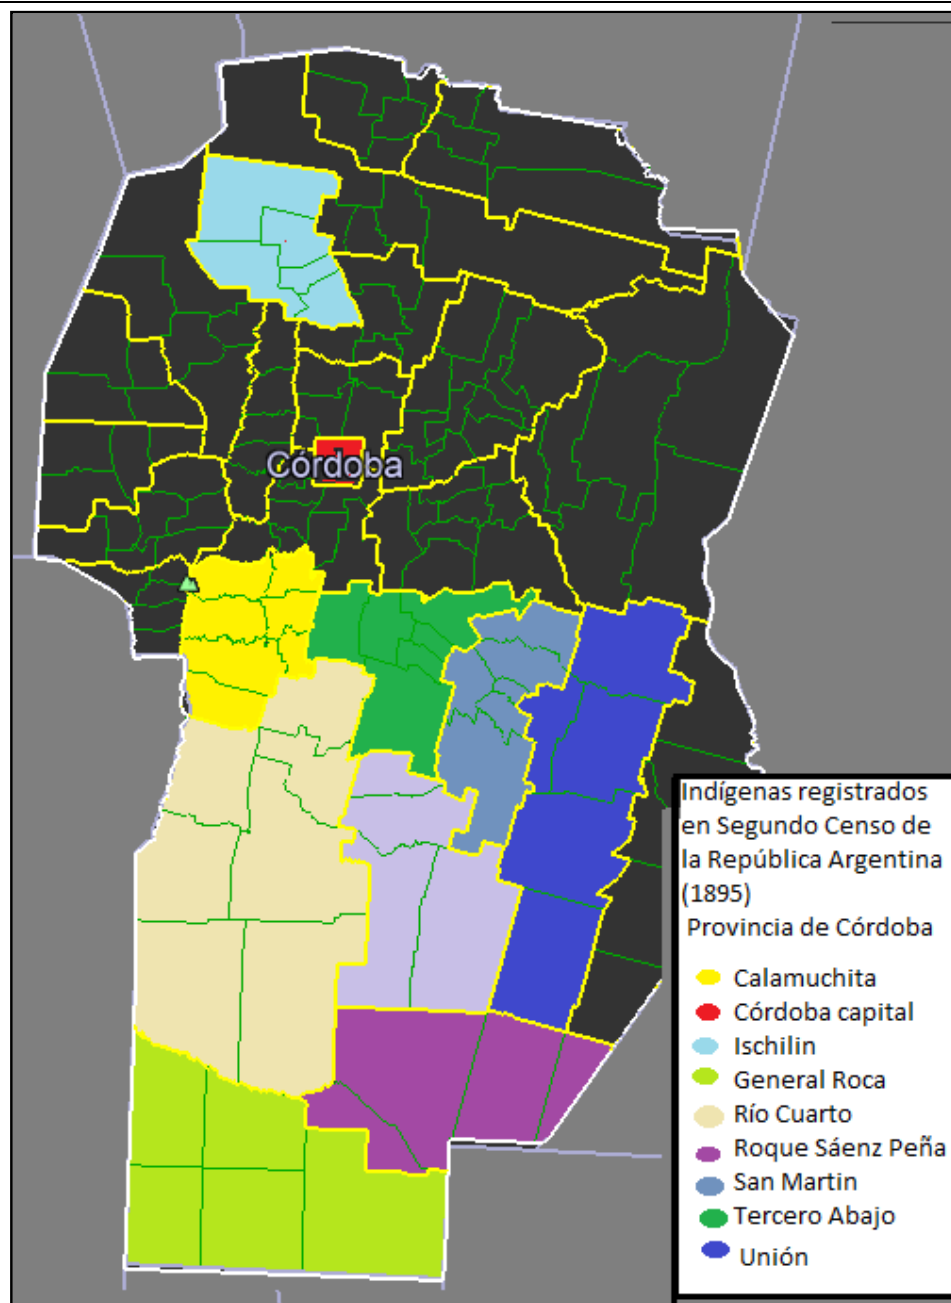 Córdoba
Indígenas registrados
en Segundo Censo de
la República Argentina
(1895)
Provincia de Córdoba
Calamuchita
Córdoba capital
Ischilin
General Roca
Río Cuarto
Roque Sáenz Peña
San Martin
Tercero Abajo
Unión